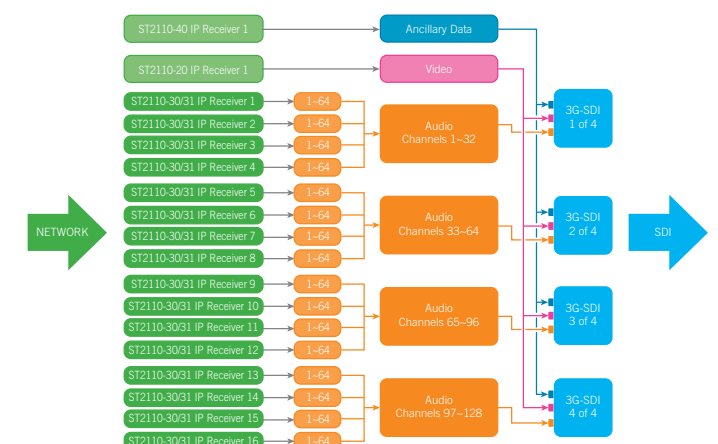 ST2110-40 IP Receiver 1
Ancillary Data
ST2110-20 IP Receiver 1
Video
ST2110-30/31 IP Receiver 1
1~64
ST2110-30/31 IP Receiver 2
1~64
ST2110-30/31 IP Receiver 3
1~64
ST2110-30/31 IP Receiver 4
1~64
Audio
Channels 1~32
3G-SDI
1 of 4
NETWORK
ST2110-30/31 IP Receiver 5
1~64
ST2110-30/31 IP Receiver 6
1~64
ST2110-30/31 IP Receiver 7
1~64
ST2110-30/31 IP Receiver 8
1~64
Audio
Channels 33~64
3G-SDI
2 of 4
SDI
ST2110-30/31 IP Receiver 9
1~64
ST2110-30/31 IP Receiver 10
1~64
ST2110-30/31 IP Receiver 11
1~64
ST2110-30/31 IP Receiver 12
1~64
Audio
Channels 65~96
3G-SDI
3 of 4
ST2110-30/31 IP Receiver 13
1~64
ST2110-30/31 IP Receiver 14
1~64
ST2110-30/31 IP Receiver 15
1~64
ST2110-30/31 IP Receiver 16
1~64
Audio
Channels 97~128
3G-SDI
4 of 4